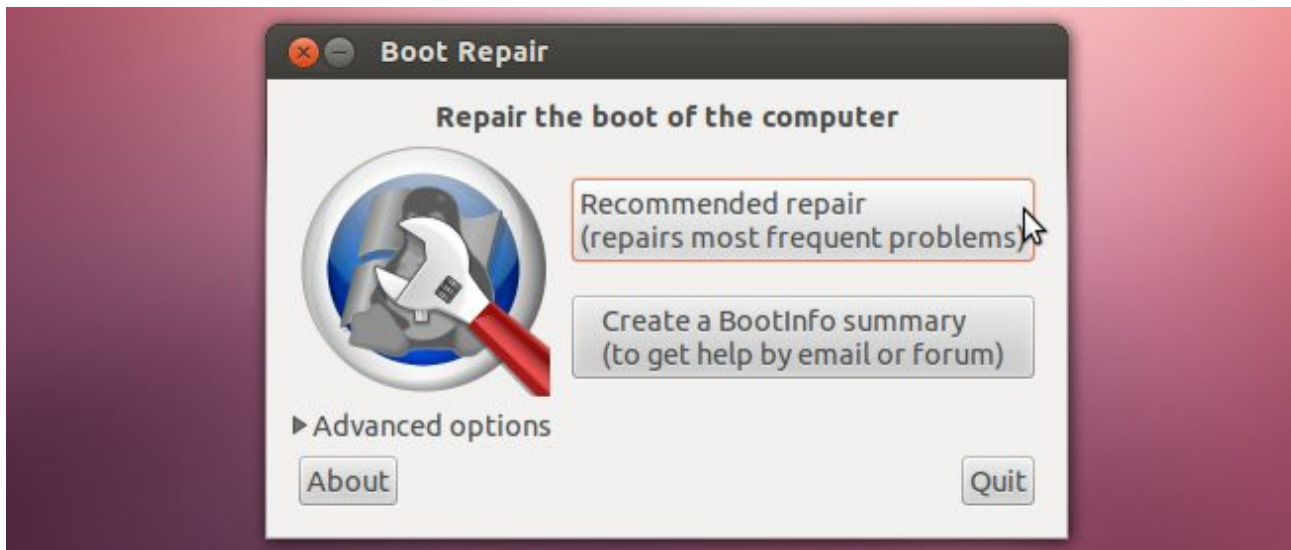 Boot Repair
Repair the boot of the computer
Recommended repair
(repairs most frequent problems)
Create a BootInfo summary
(to get help by email or forum)
Advanced options
About
Quit